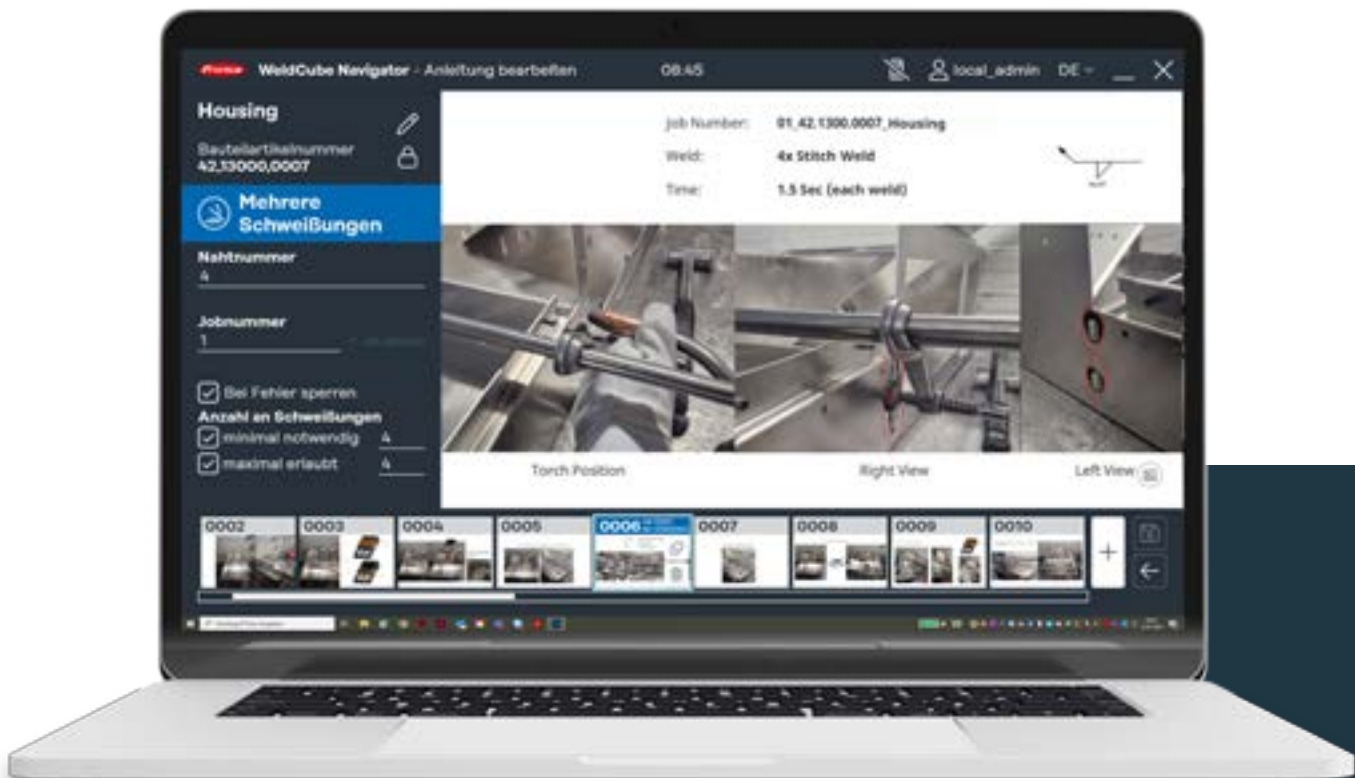 Fronius WeldCube Navigator - Anleitung bearbeiten 08:45 local_admin DE
Housing
Bauteilartikelnummer
42,13000,0007
Mehrere
Schweißungen
Nahtnummer
4
Jobnummer
1
Bei Fehler sperren
Anzahl an Schweißungen
minimal notwendig 4
maximal erlaubt 4
Job Number: 01_42.1300.0007_Housing
Weld: 4x Stitch Weld
Time: 1.5 Sec (each weld)
Torch Position Right View Left View
0002 0003 0004 0005 0006 0007 0008 0009 0010